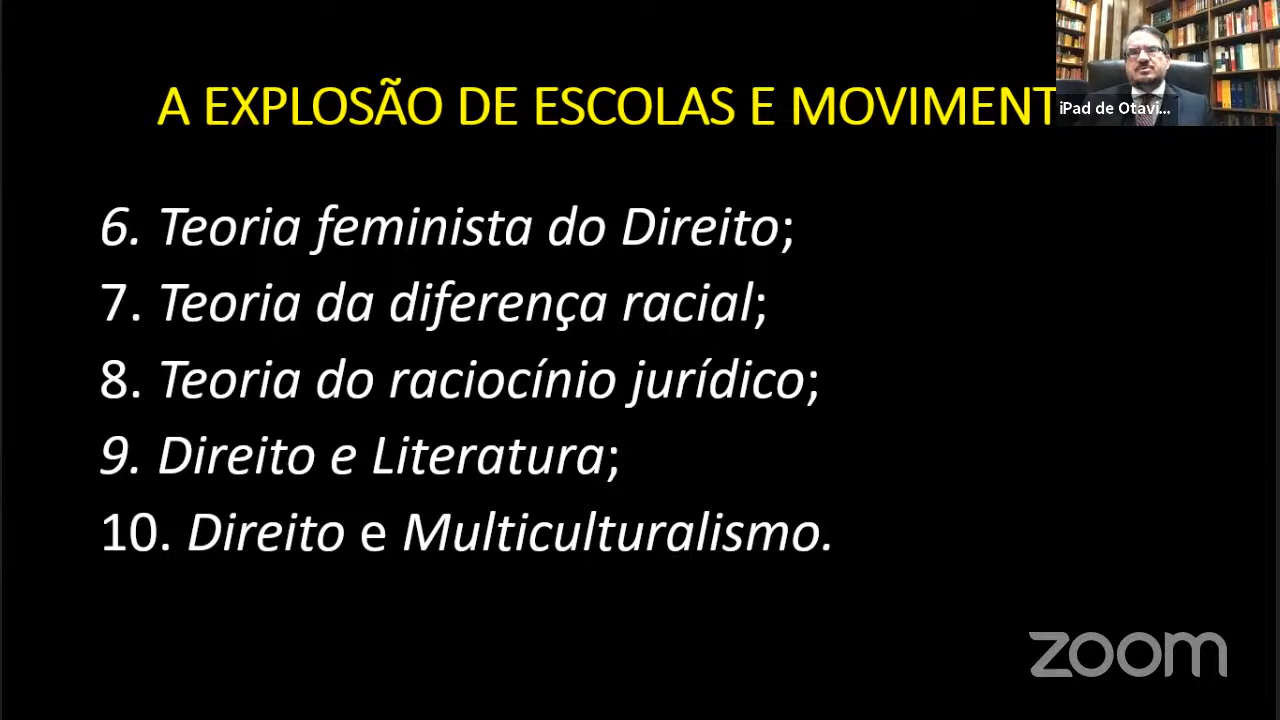 A EXPLOSÃO DE ESCOLAS E MOVIMENT
iPad de Otavi...
6. Teoria feminista do Direito;
7. Teoria da diferença racial;
8. Teoria do raciocínio jurídico;
9. Direito e Literatura;
10. Direito e Multiculturalismo.
zoom